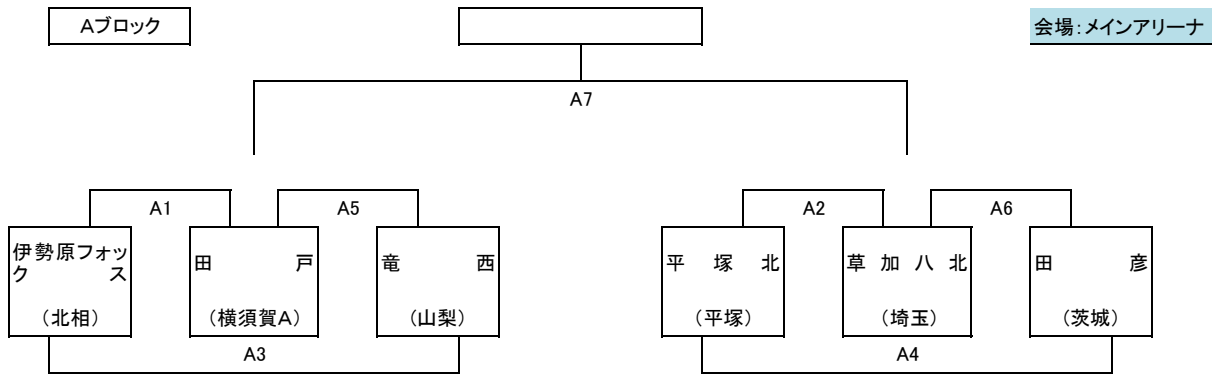 Aブロック
会場:メインアリーナ
A7
A1
A5
A2
A6
伊勢原フォッ
クス
田戸
竜西
平塚北
草加八北
田彦
(北相)
(横須賀A)
(山梨)
(平塚)
(埼玉)
(茨城)
A3
A4